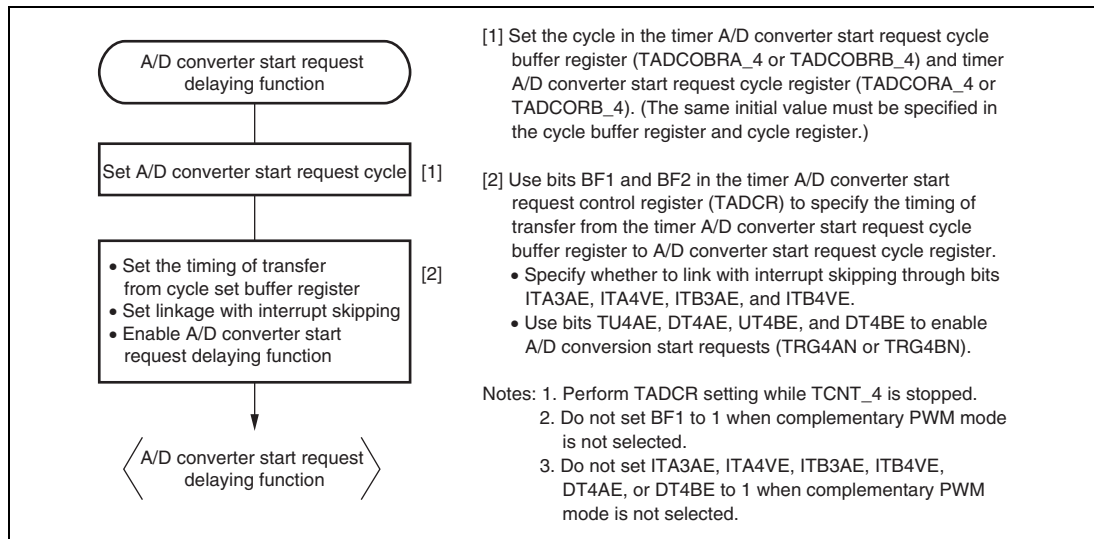 A/D converter start request
delaying function
Set A/D converter start request cycle
[1]
• Set the timing of transfer
from cycle set buffer register
• Set linkage with interrupt skipping
• Enable A/D converter start
request delaying function
[2]
A/D converter start request
delaying function
[1] Set the cycle in the timer A/D converter start request cycle
buffer register (TADCOBRA_4 or TADCOBRB_4) and timer
A/D converter start request cycle register (TADCORA_4 or
TADCORB_4). (The same initial value must be specified in
the cycle buffer register and cycle register.)
[2] Use bits BF1 and BF2 in the timer A/D converter start
request control register (TADCR) to specify the timing of
transfer from the timer A/D converter start request cycle
buffer register to A/D converter start request cycle register.
• Specify whether to link with interrupt skipping through bits
ITA3AE, ITA4VE, ITB3AE, and ITB4VE.
• Use bits TU4AE, DT4AE, UT4BE, and DT4BE to enable
A/D conversion start requests (TRG4AN or TRG4BN).
Notes: 1. Perform TADCR setting while TCNT_4 is stopped.
2. Do not set BF1 to 1 when complementary PWM mode
is not selected.
3. Do not set ITA3AE, ITA4VE, ITB3AE, ITB4VE,
DT4AE, or DT4BE to 1 when complementary PWM
mode is not selected.